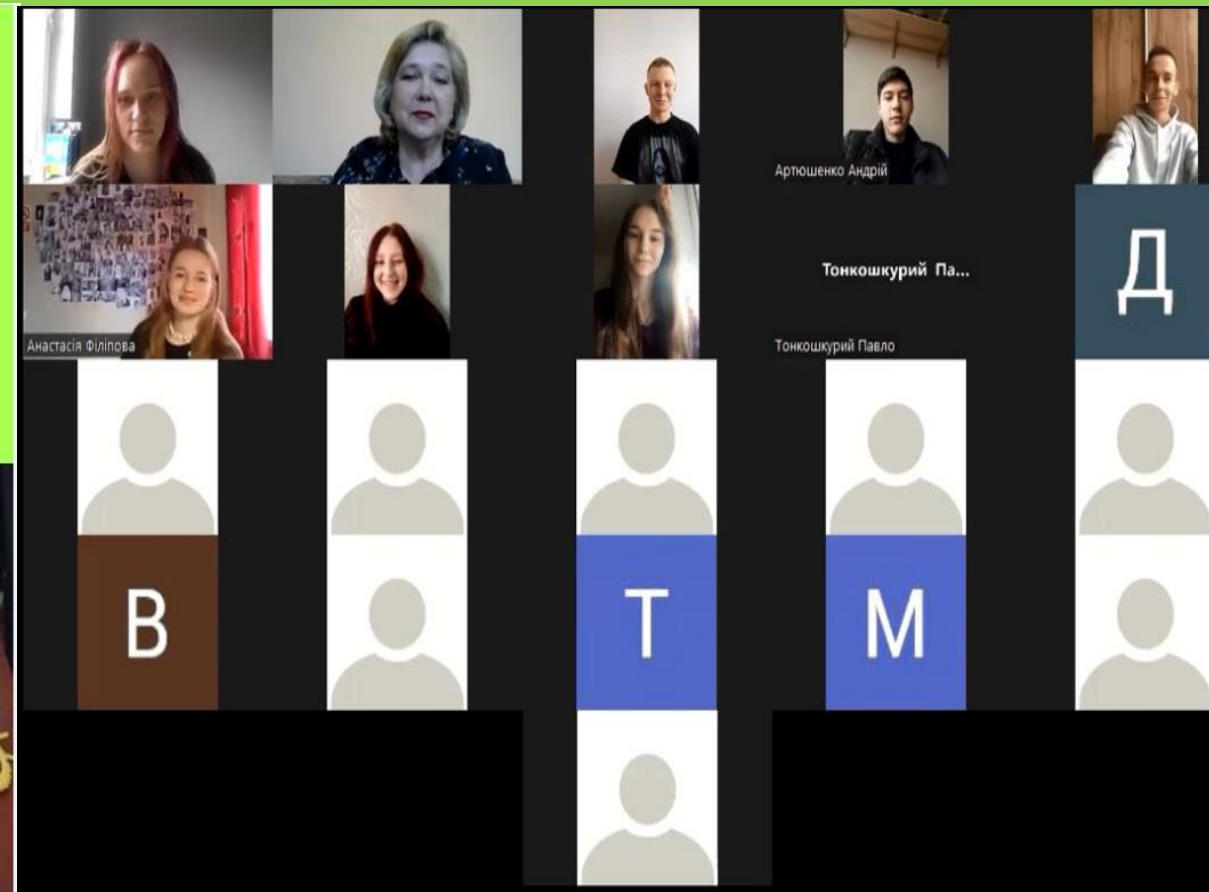 Артюшенко Андрій
Тонкошкурий Па...
Д
Анастасія Філіпова
Тонкошкурий Павло
В
Т
М